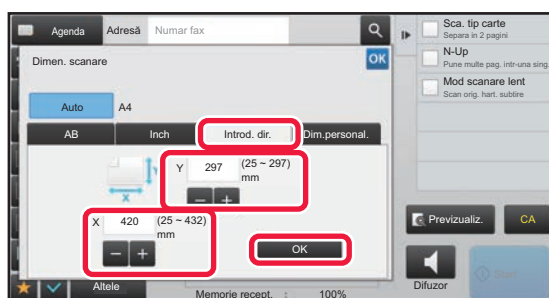 Agenda Adresă Numar fax
Sca. tip carte
Separa in 2 pagini
Dimen. scanare OK
N-Up
Pune multe pag. intr-una sing.
Mod scanare lent
Scan orig. hart. subtire
Auto A4
AB Inch Introd. dir. Dim.personal.
Y 297 (25 ~ 297)
mm
X
X 420 (25 ~ 432)
mm
OK
Previzualiz. CA
Altele
Memorie recept. : 100%
Difuzor
Start